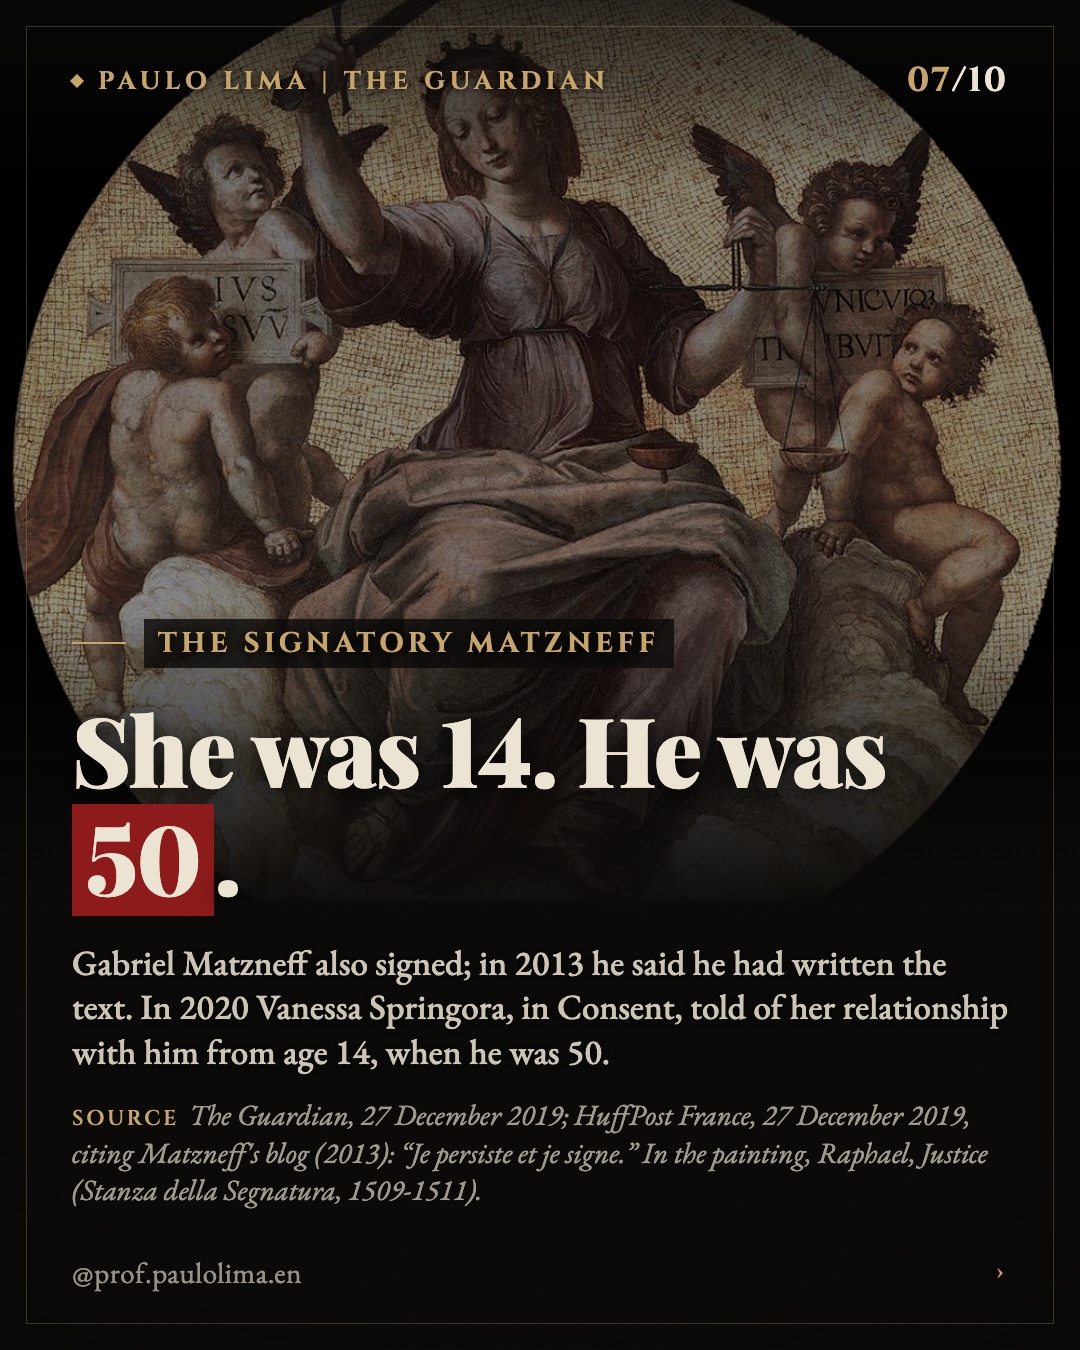 ◆ PAULO LIMA | THE GUARDIAN
07/10
IVS
SVV̄
VNICVIQ3
TRIBVIT
THE SIGNATORY MATZNEFF
She was 14. He was
50.
Gabriel Matzneff also signed; in 2013 he said he had written the
text. In 2020 Vanessa Springora, in Consent, told of her relationship
with him from age 14, when he was 50.
SOURCE The Guardian, 27 December 2019; HuffPost France, 27 December 2019,
citing Matzneff's blog (2013): “Je persiste et je signe.” In the painting, Raphael, Justice
(Stanza della Segnatura, 1509-1511).
@prof.paulolima.en
›